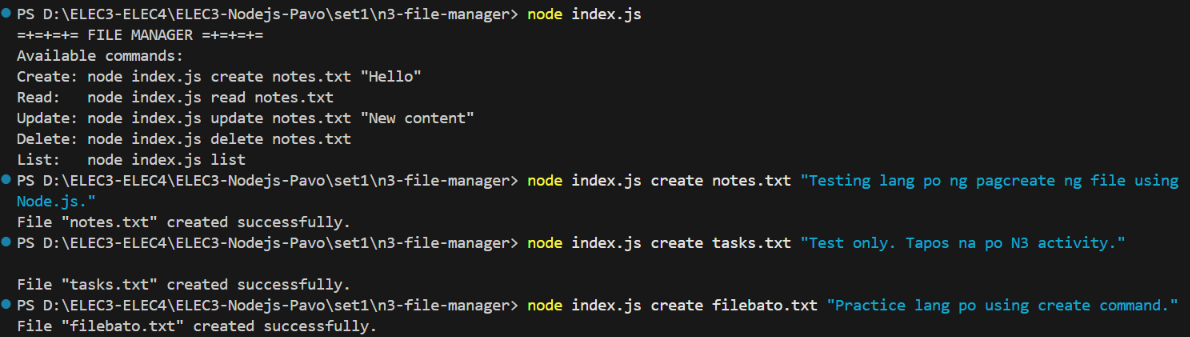 PS D:\ELEC3-ELEC4\ELEC3-Nodejs-Pavo\set1\n3-file-manager> node index.js
=+=+=+= FILE MANAGER =+=+=+=
Available commands:
Create: node index.js create notes.txt "Hello"
Read:   node index.js read notes.txt
Update: node index.js update notes.txt "New content"
Delete: node index.js delete notes.txt
List:   node index.js list
PS D:\ELEC3-ELEC4\ELEC3-Nodejs-Pavo\set1\n3-file-manager> node index.js create notes.txt "Testing lang po ng pagcreate ng file using
Node.js."
File "notes.txt" created successfully.
PS D:\ELEC3-ELEC4\ELEC3-Nodejs-Pavo\set1\n3-file-manager> node index.js create tasks.txt "Test only. Tapos na po N3 activity."
File "tasks.txt" created successfully.
PS D:\ELEC3-ELEC4\ELEC3-Nodejs-Pavo\set1\n3-file-manager> node index.js create filebato.txt "Practice lang po using create command."
File "filebato.txt" created successfully.